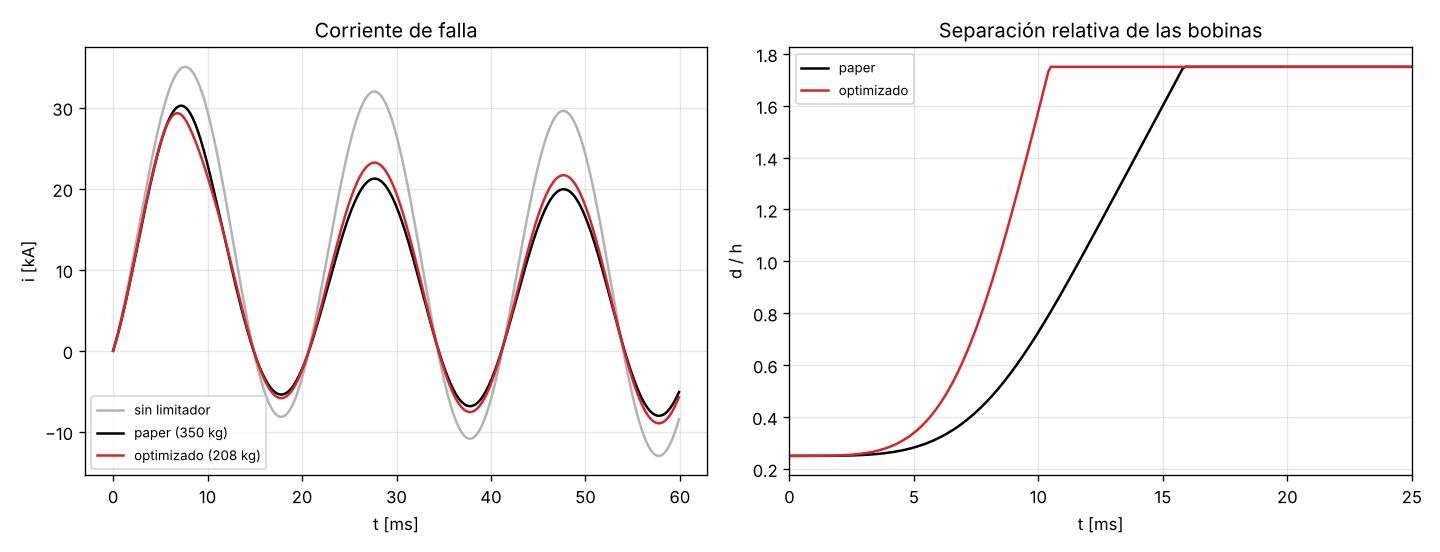 Corriente de falla
i [kA]
30
20
10
0
−10
sin limitador
paper (350 kg)
optimizado (208 kg)
0 10 20 30 40 50 60
t [ms]
Separación relativa de las bobinas
d / h
1.8
1.6
1.4
1.2
1.0
0.8
0.6
0.4
0.2
paper
optimizado
0 5 10 15 20 25
t [ms]